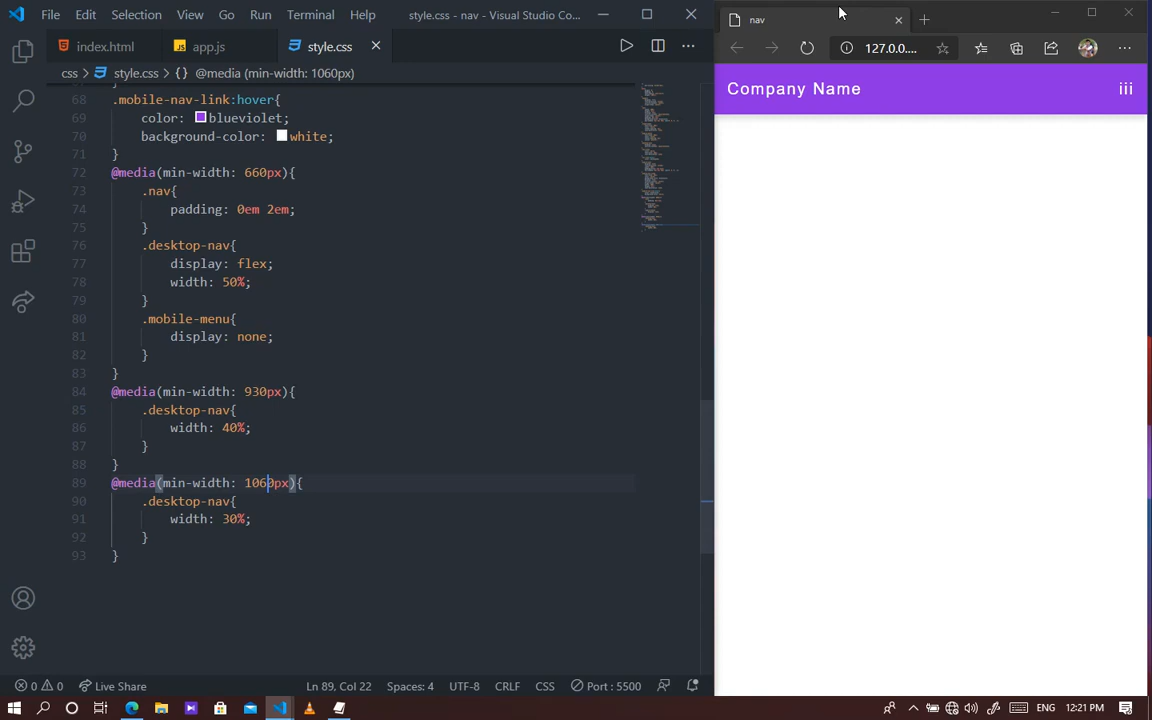 File Edit Selection View Go Run Terminal Help style.css - nav - Visual Studio Co...
index.html app.js style.css
css > style.css > {} @media (min-width: 1060px)
68 .mobile-nav-link:hover{
69 color: blueviolet;
70 background-color: white;
71 }
72 @media(min-width: 660px){
73 .nav{
74 padding: 0em 2em;
75 }
76 .desktop-nav{
77 display: flex;
78 width: 50%;
79 }
80 .mobile-menu{
81 display: none;
82 }
83 }
84 @media(min-width: 930px){
85 .desktop-nav{
86 width: 40%;
87 }
88 }
89 @media(min-width: 1060px){
90 .desktop-nav{
91 width: 30%;
92 }
93 }
0 0 Live Share Ln 89, Col 22 Spaces: 4 UTF-8 CRLF CSS Port : 5500
nav
127.0.0....
Company Name iii
ENG 12:21 PM